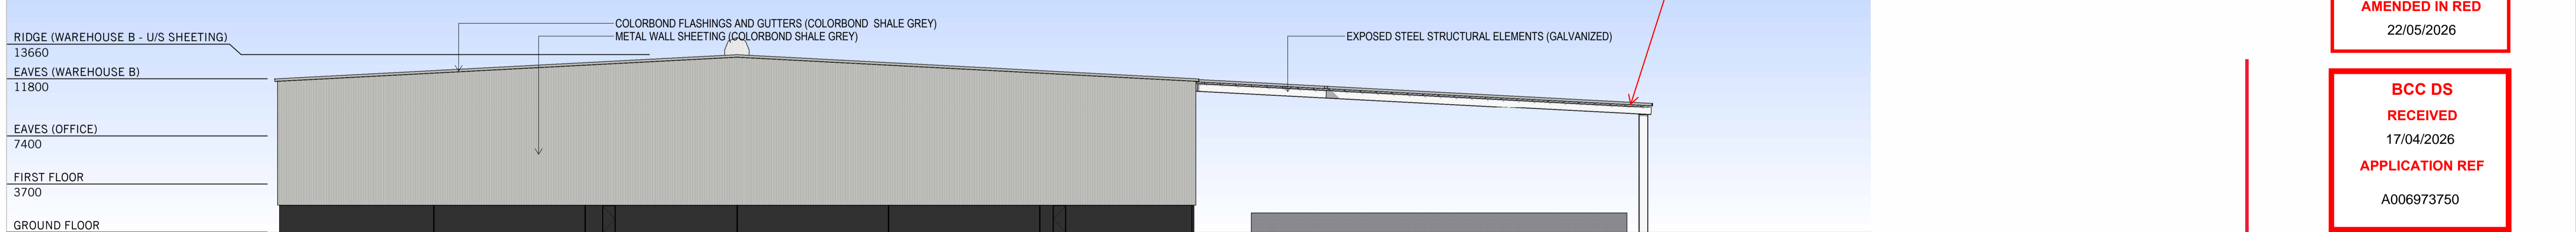 COLORBOND FLASHINGS AND GUTTERS (COLORBOND SHALE GREY)
METAL WALL SHEETING (COLORBOND SHALE GREY)
EXPOSED STEEL STRUCTURAL ELEMENTS (GALVANIZED)
RIDGE (WAREHOUSE B - U/S SHEETING)
13660
EAVES (WAREHOUSE B)
11800
EAVES (OFFICE)
7400
FIRST FLOOR
3700
GROUND FLOOR
AMENDED IN RED
22/05/2026
BCC DS
RECEIVED
17/04/2026
APPLICATION REF
A006973750